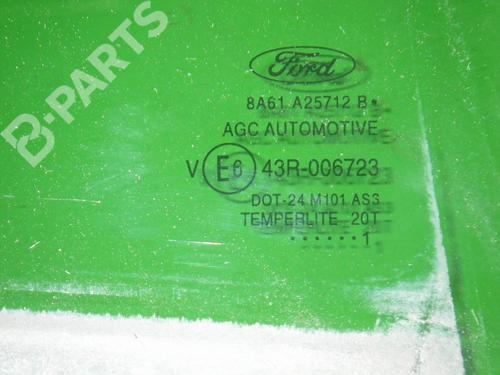 B-PARTS
Ford
8A61 A25712 B
AGC AUTOMOTIVE
V E6 43R-006723
DOT-24 M101 AS3
TEMPERLITE 20T
......1